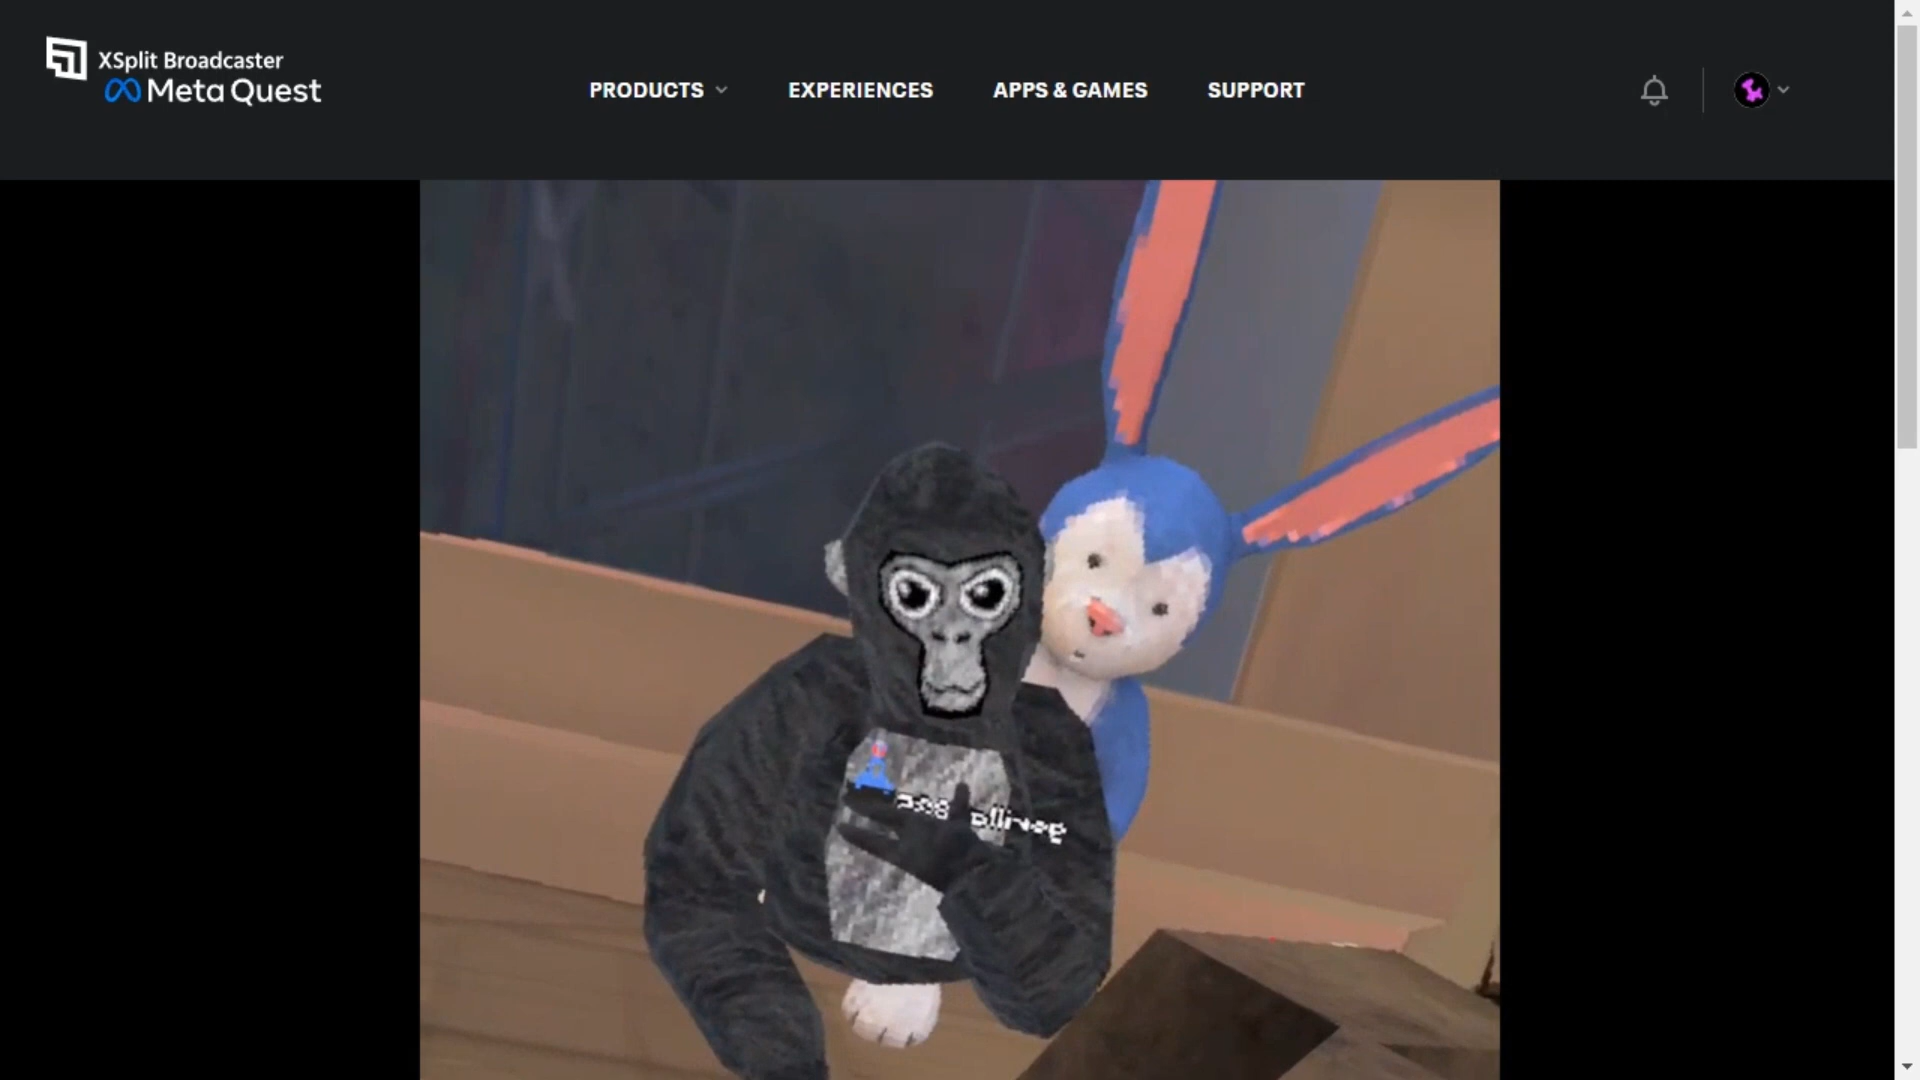 XSplit Broadcaster
Meta Quest
PRODUCTS
EXPERIENCES
APPS & GAMES
SUPPORT